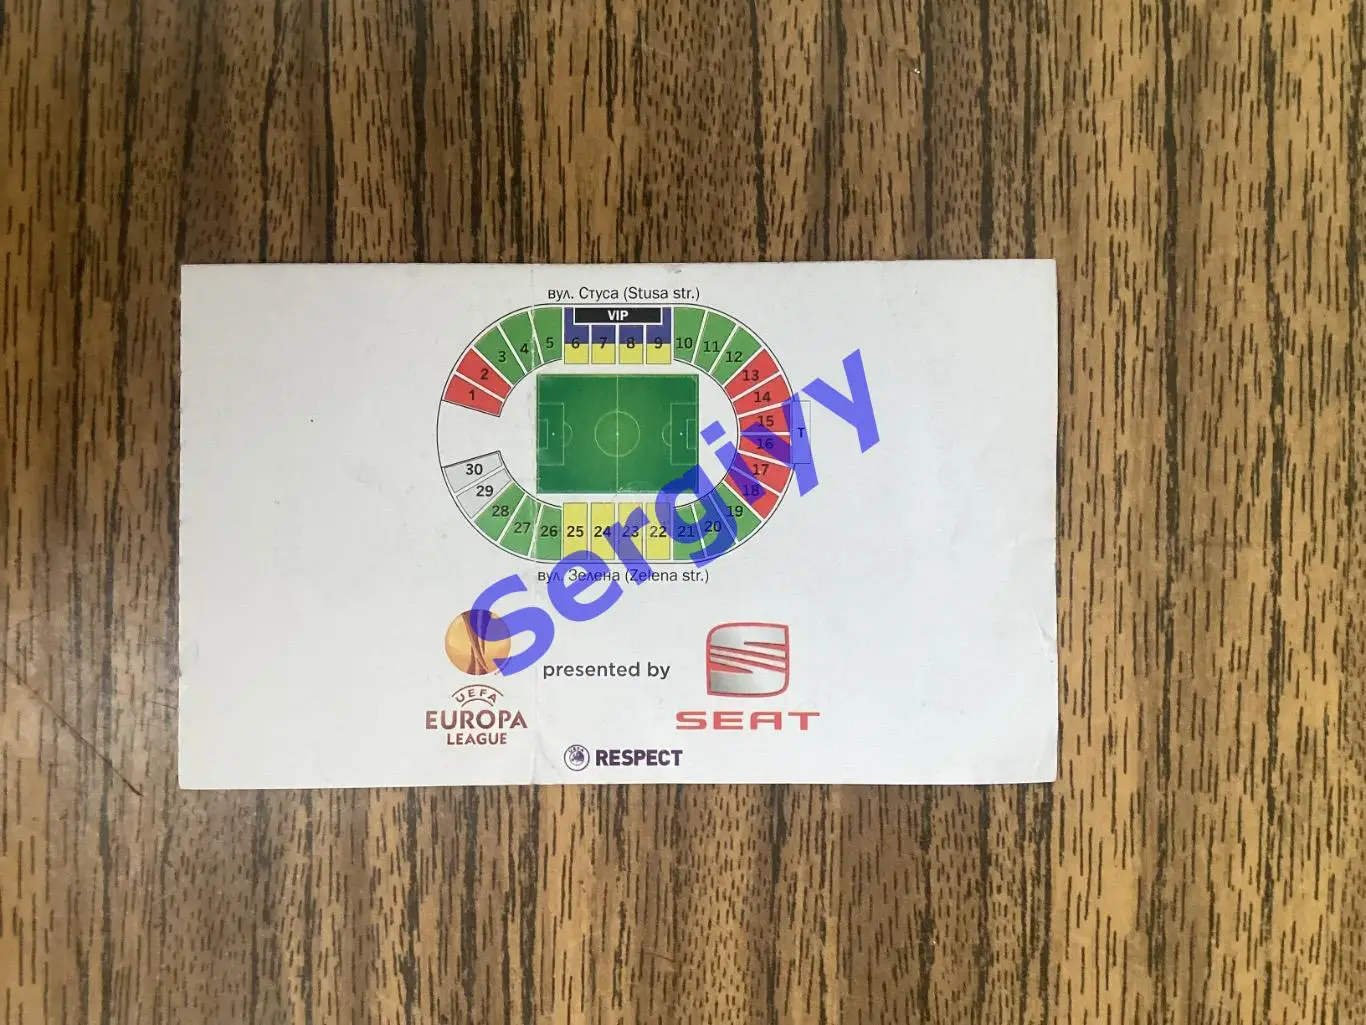 вул. Стуса (Stusa str.)
VIP
1 2 3 4 5 6 7 8 9 10 11 12 13 14 15 16 17 18 19 20 21 22 23 24 25 26 27 28 29 30
T
вул. Зелена (Zelena str.)
Sergivy
UEFA
EUROPA
LEAGUE
presented by
SEAT
RESPECT